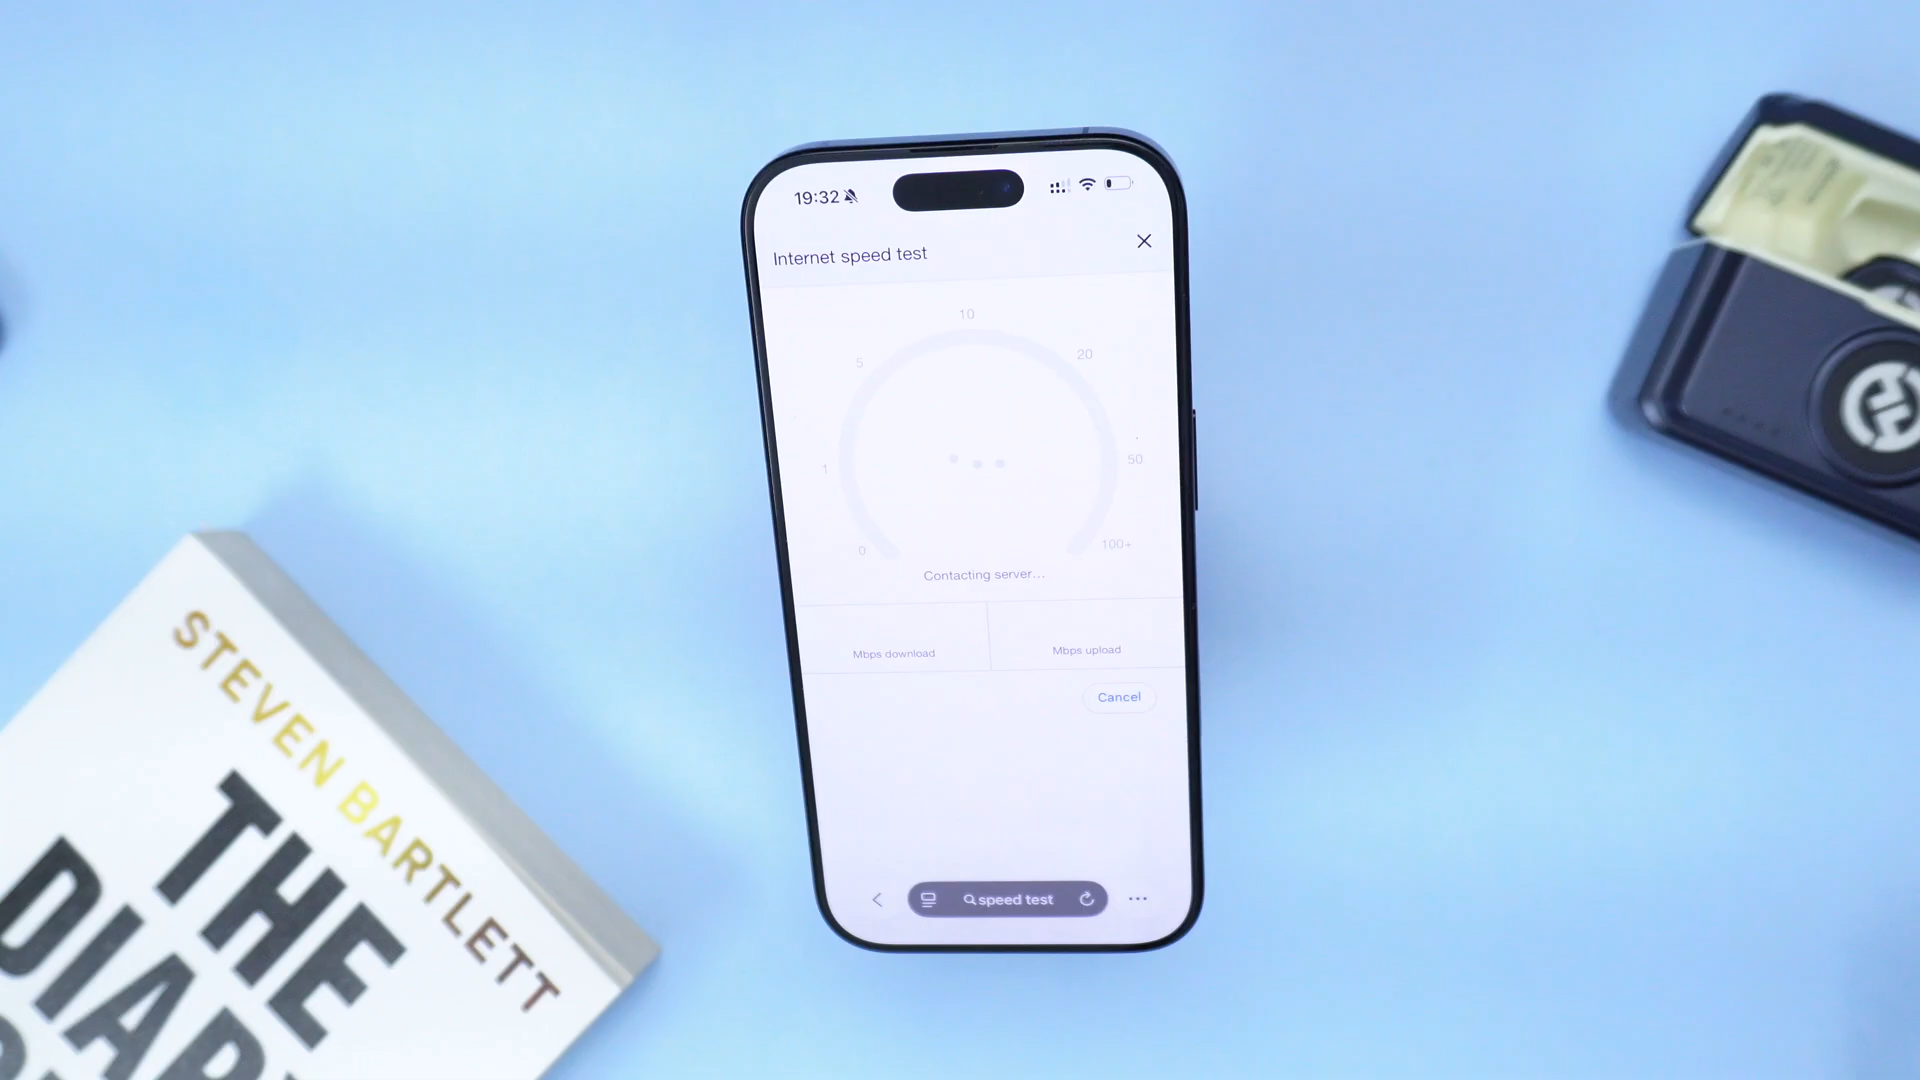 19:32
Internet speed test
10
5
20
1
50
0
100+
Contacting server...
Mbps download
Mbps upload
Cancel
speed test
STEVEN BARTLETT
THE